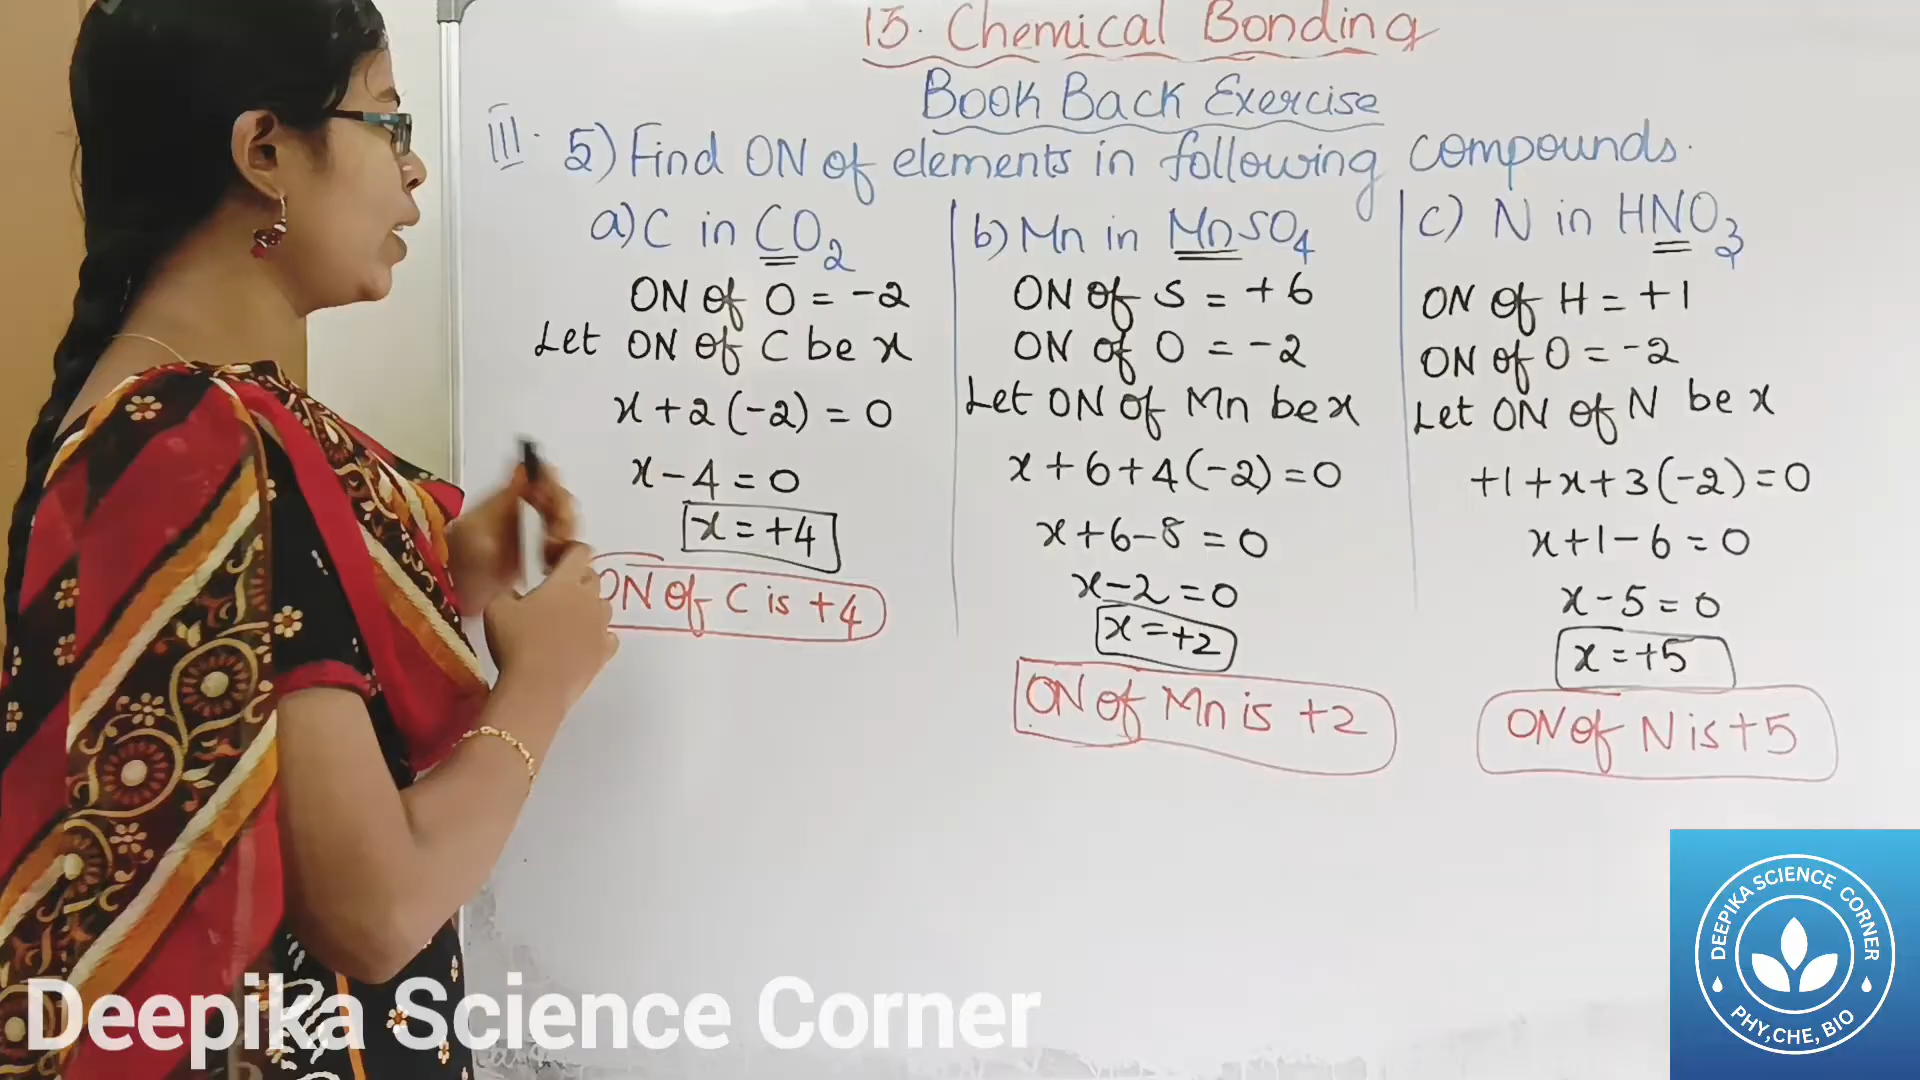 15. Chemical Bonding
Book Back Exercise
III. 5) Find ON of elements in following compounds.
a) C in CO2
ON of O = -2
Let ON of C be x
x + 2 (-2) = 0
x - 4 = 0
x = +4
ON of C is +4
b) Mn in MnSO4
ON of S = +6
ON of O = -2
Let ON of Mn be x
x + 6 + 4 (-2) = 0
x + 6 - 8 = 0
x - 2 = 0
x = +2
ON of Mn is +2
c) N in HNO3
ON of H = +1
ON of O = -2
Let ON of N be x
+1 + x + 3 (-2) = 0
x + 1 - 6 = 0
x - 5 = 0
x = +5
ON of N is +5
DEEPIKA SCIENCE CORNER
PHY,CHE, BIO
Deepika Science Corner